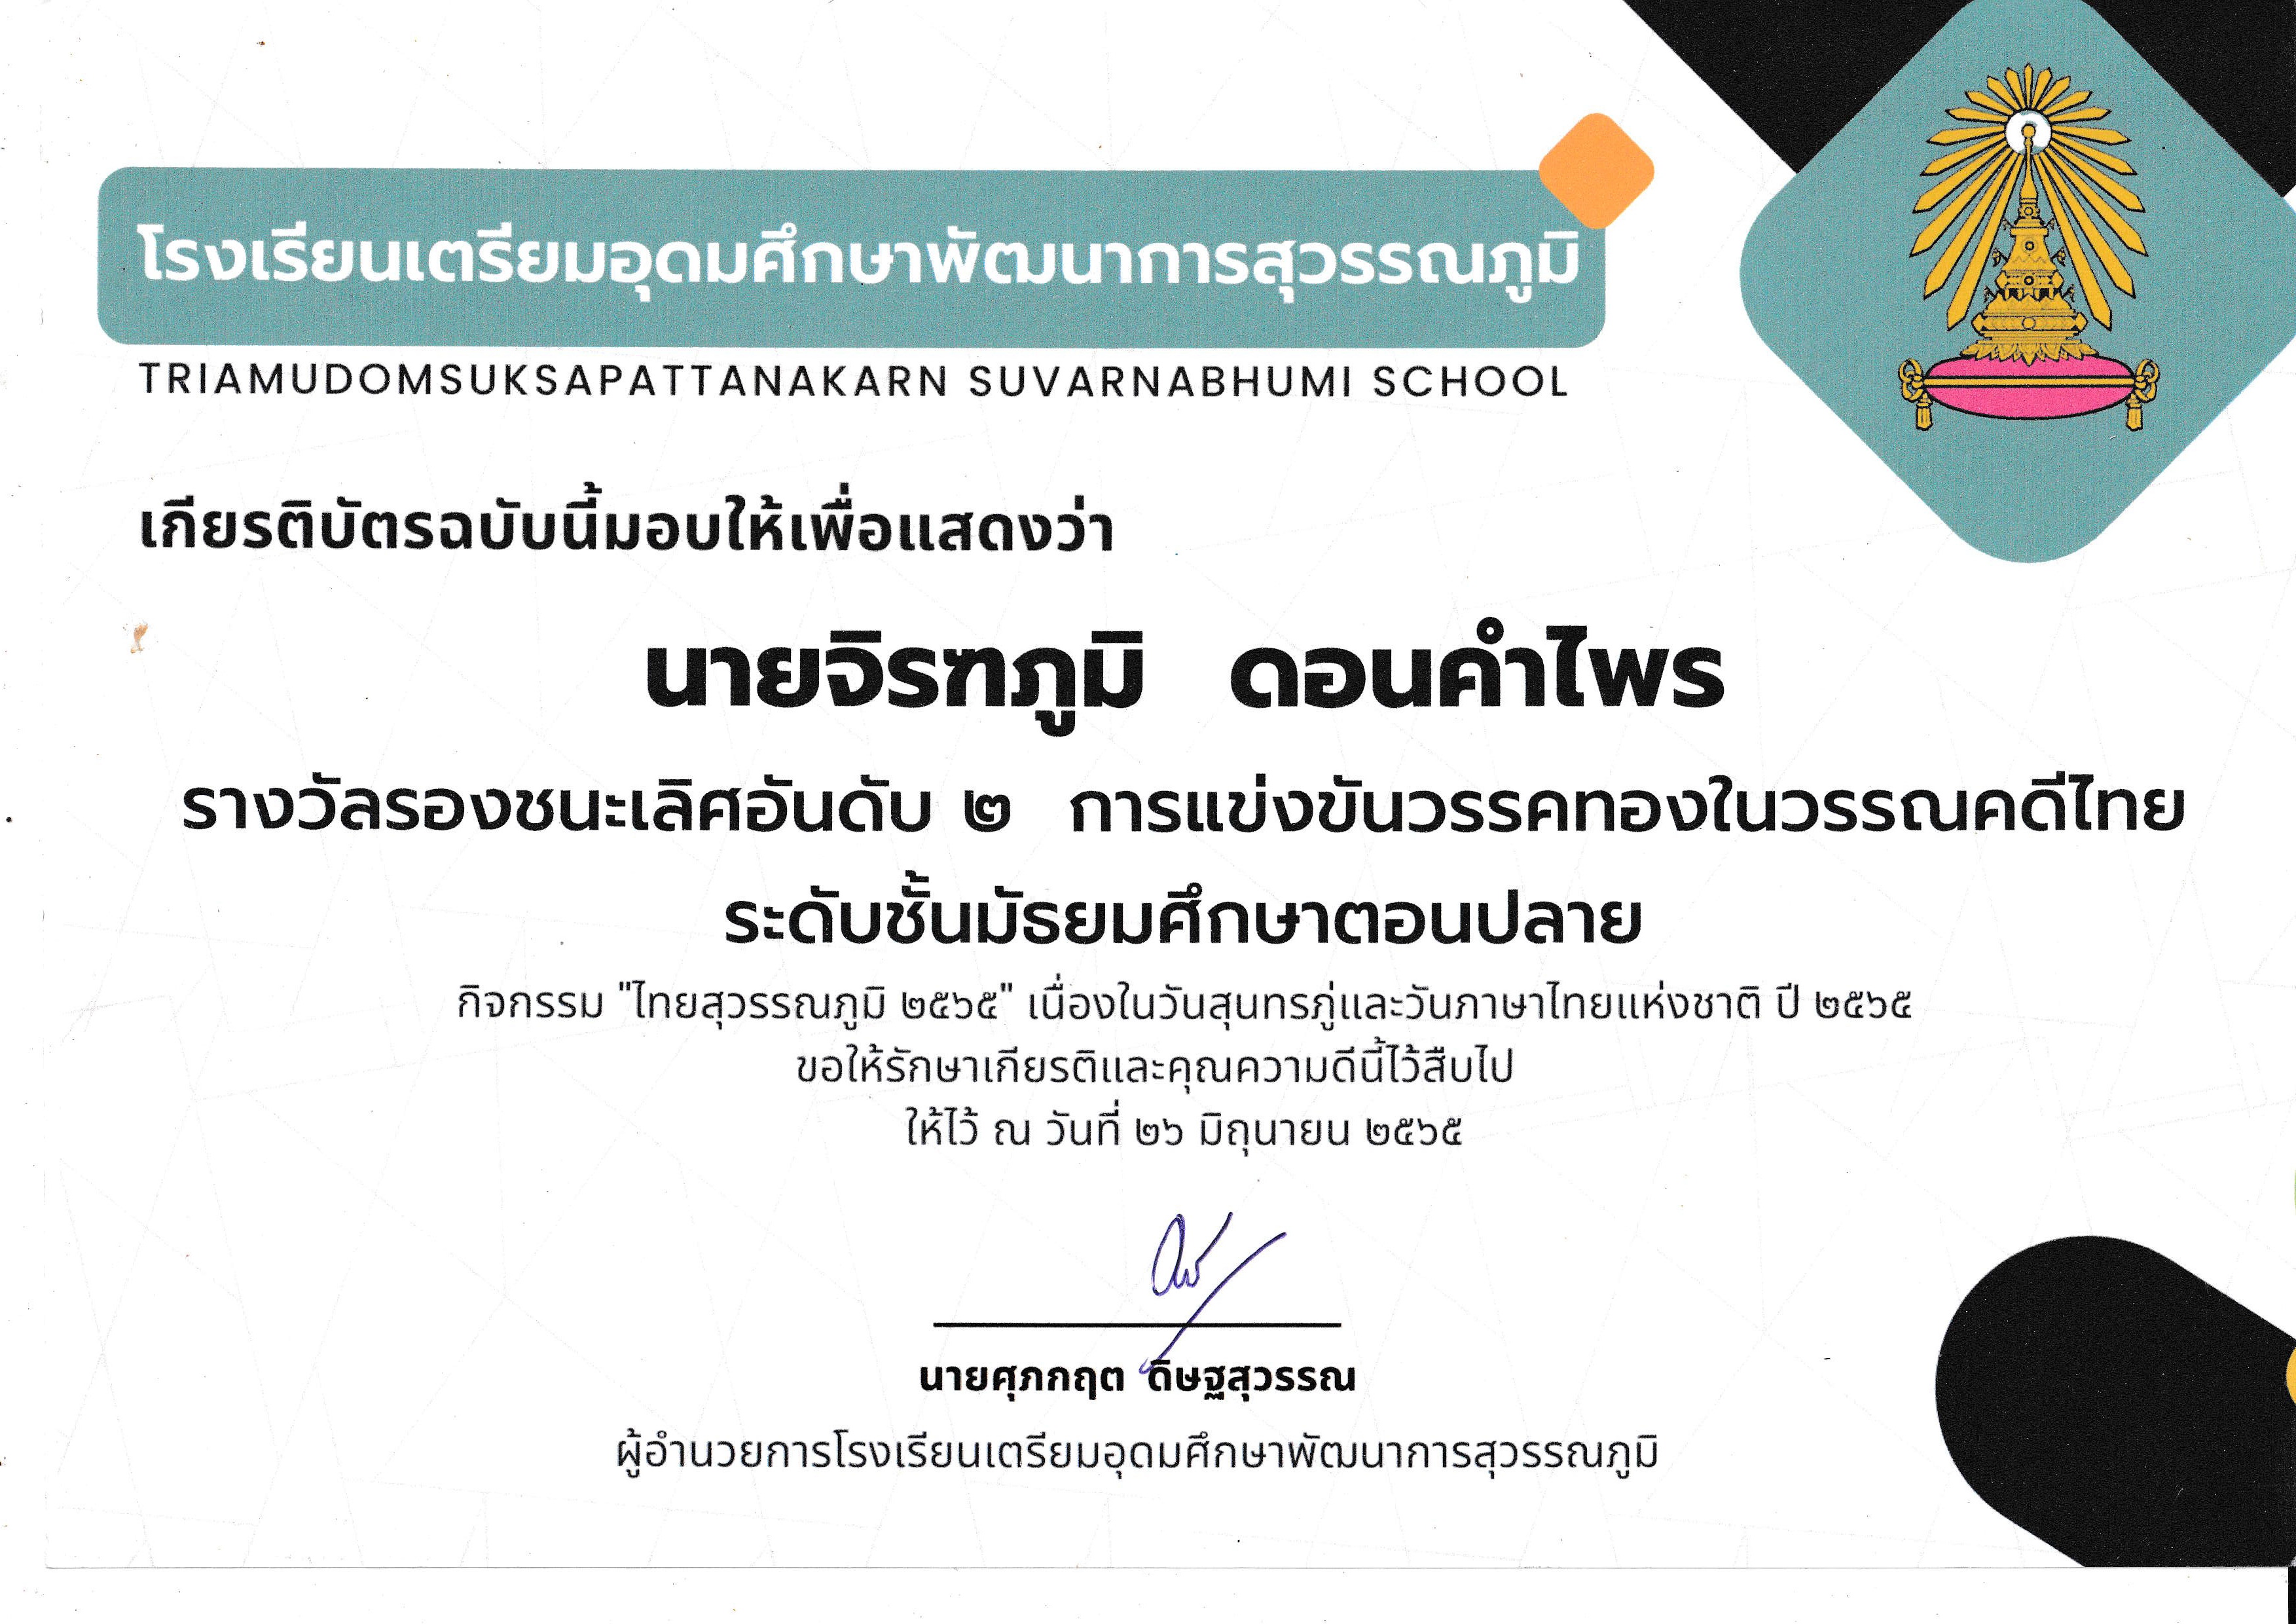 โรงเรียนเตรียมอุดมศึกษาพัฒนาการสุวรรณภูมิ
TRIAMUDOMSUKSAPATTANAKARN SUVARNABHUMI SCHOOL
เกียรติบัตรฉบับนี้มอบให้เพื่อแสดงว่า
นายจิรฑภูมิ ดอนคำไพร
รางวัลรองชนะเลิศอันดับ ๒ การแข่งขันวรรคทองในวรรณคดีไทย
ระดับชั้นมัธยมศึกษาตอนปลาย
กิจกรรม "ไทยสุวรรณภูมิ ๒๕๖๕" เนื่องในวันสุนทรภู่และวันภาษาไทยแห่งชาติ ปี ๒๕๖๕
ขอให้รักษาเกียรติและคุณความดีนี้ไว้สืบไป
ให้ไว้ ณ วันที่ ๒๖ มิถุนายน ๒๕๖๕
นายศุภกฤต ดิษฐสุวรรณ
ผู้อำนวยการโรงเรียนเตรียมอุดมศึกษาพัฒนาการสุวรรณภูมิ